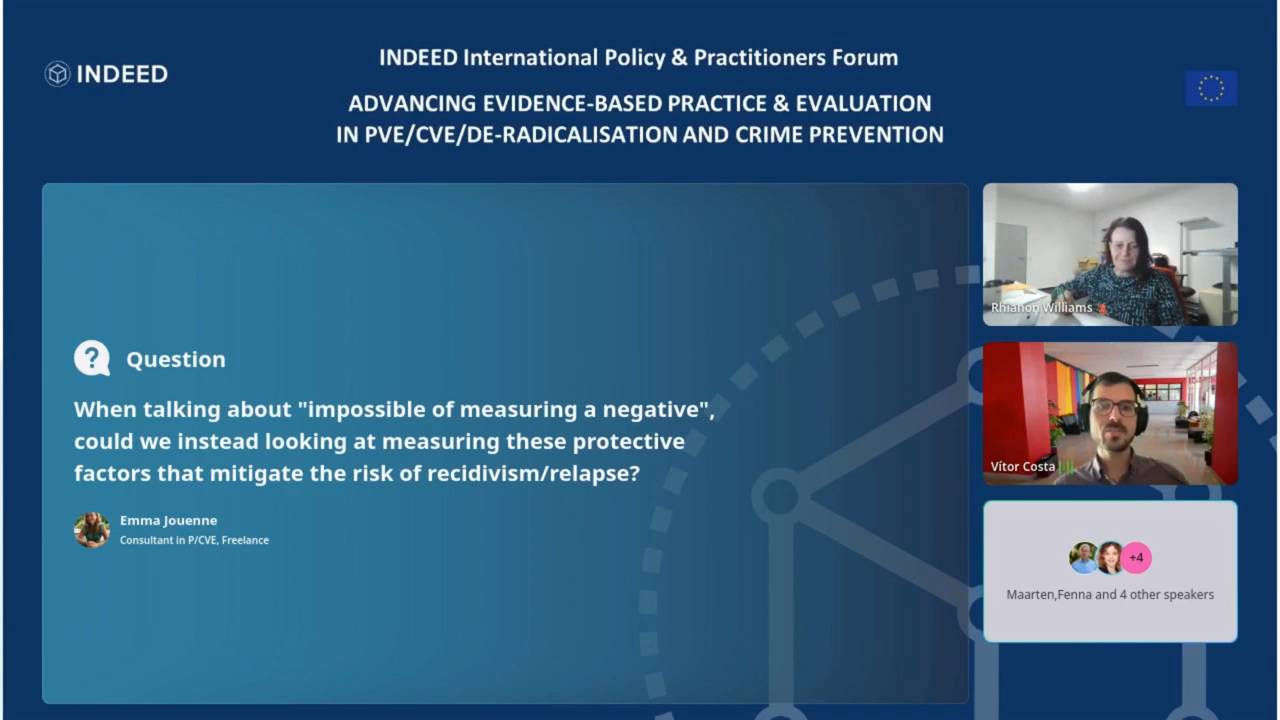 INDEED International Policy & Practitioners Forum
INDEED
ADVANCING EVIDENCE-BASED PRACTICE & EVALUATION
IN PVE/CVE/DE-RADICALISATION AND CRIME PREVENTION
Question
When talking about "impossible of measuring a negative",
could we instead looking at measuring these protective
factors that mitigate the risk of recidivism/relapse?
Emma Jouenne
Consultant in P/CVE, Freelance
Rhianon Williams
Vítor Costa
+4
Maarten,Fenna and 4 other speakers